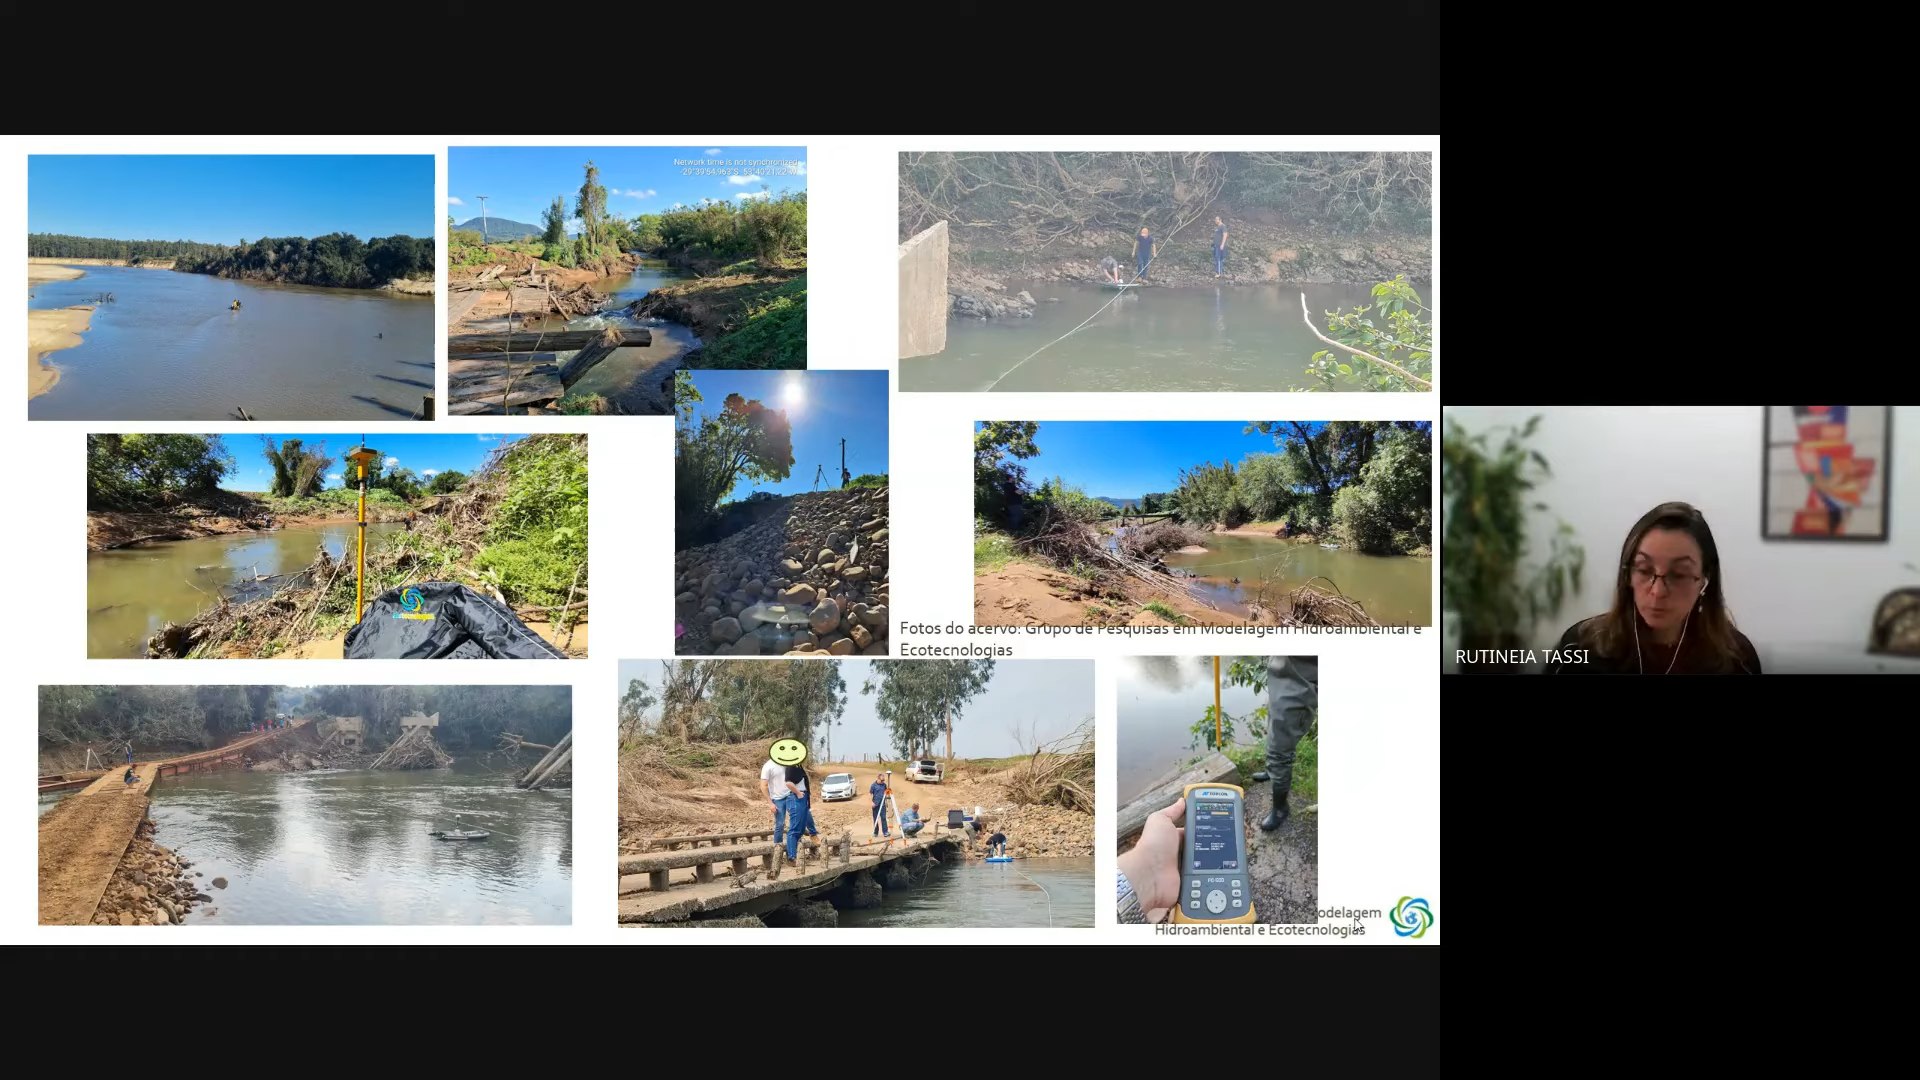 Network time is not synchronized
Fotos do acervo: Grupo de Pesquisas em Modelagem Hidroambiental e
Ecotecnologias
RUTINEIA TASSI
TOPCON
odelagem
Hidroambiental e Ecotecnologias